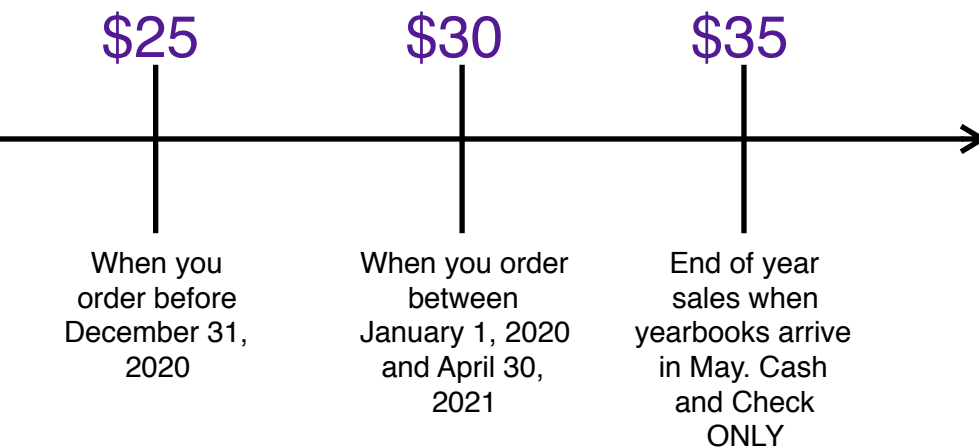 $25
$30
$35
When you
order before
December 31,
2020
When you order
between
January 1, 2020
and April 30,
2021
End of year
sales when
yearbooks arrive
in May. Cash
and Check
ONLY